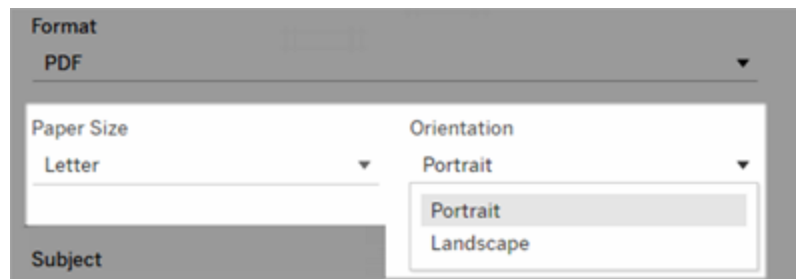 Format
PDF
Paper Size
Letter
Orientation
Portrait
Portrait
Landscape
Subject